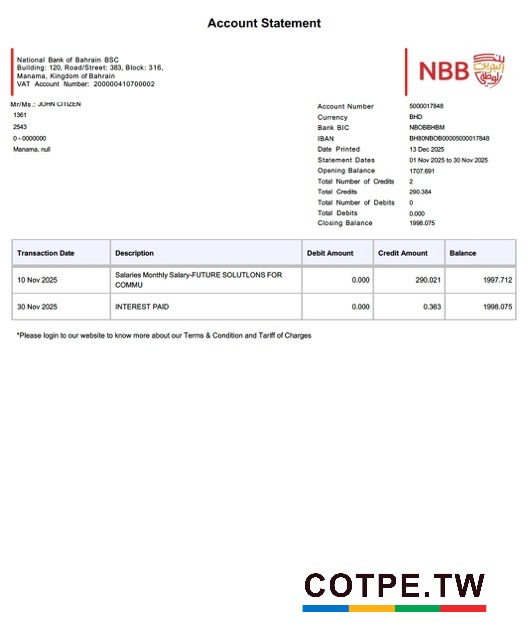 Account Statement
National Bank of Bahrain BSC
Building: 120, Road/Street: 383, Block: 316,
Manama, Kingdom of Bahrain
VAT Account Number: 200000410700002
NBB
بنك البحرين الوطني
Mr/Ms.: JOHN CITIZEN
1361
2543
0 - 0000000
Manama, null
Account Number 5000017848
Currency BHD
Bank BIC NBOBBHBM
IBAN BH80NBOB00005000017848
Date Printed 13 Dec 2025
Statement Dates 01 Nov 2025 to 30 Nov 2025
Opening Balance 1707.691
Total Number of Credits 2
Total Credits 290.384
Total Number of Debits 0
Total Debits 0.000
Closing Balance 1998.075
Transaction Date Description Debit Amount Credit Amount Balance
10 Nov 2025 Salaries Monthly Salary-FUTURE SOLUTLONS FOR COMMU 0.000 290.021 1997.712
30 Nov 2025 INTEREST PAID 0.000 0.363 1998.075
*Please login to our website to know more about our Terms & Condition and Tariff of Charges
COTPE.TW